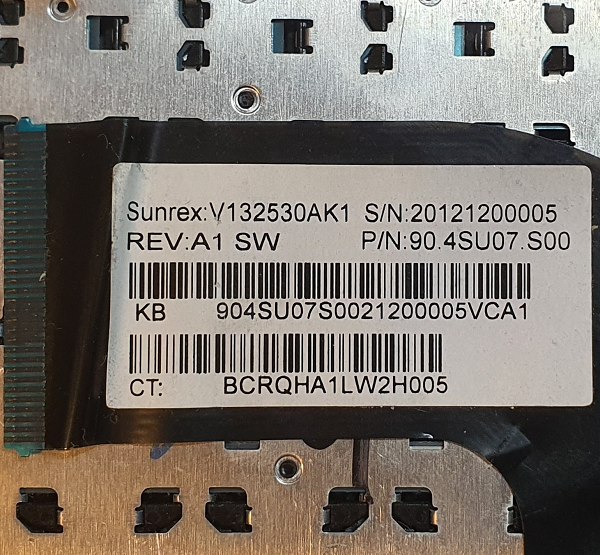 Sunrex:V132530AK1 S/N:20121200005
REV:A1 SW P/N:90.4SU07.S00
KB 904SU07S0021200005VCA1
CT: BCRQHA1LW2H005